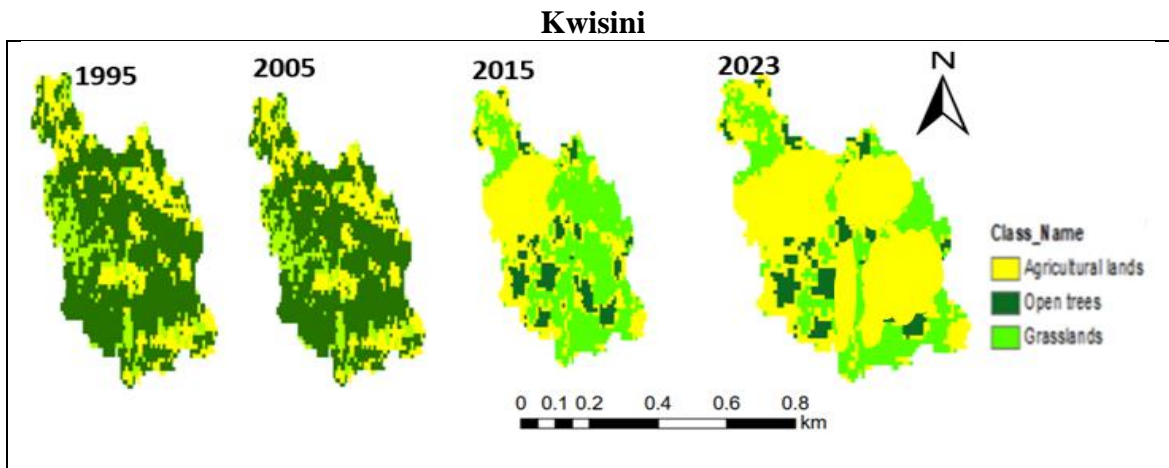 Kwisini
1995
2005
2015
2023
N
Class_Name
Agricultural lands
Open trees
Grasslands
0 0.1 0.2 0.4 0.6 0.8
km